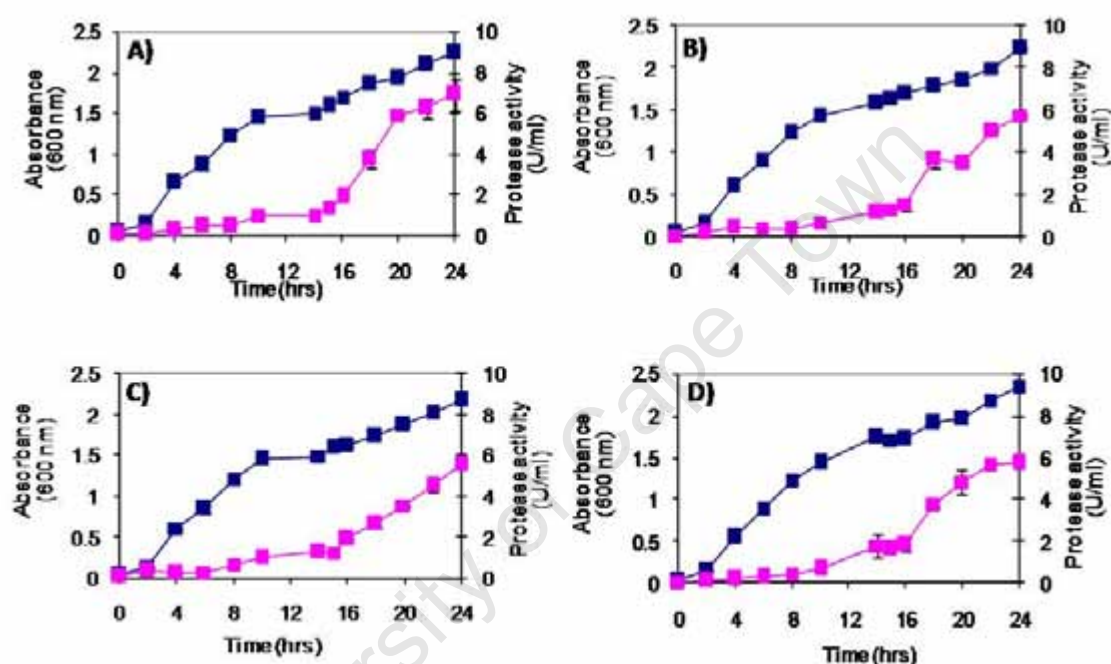 A)
Absorbance
(600 nm)
2.5
2
1.5
1
0.5
0
10
8
6
4
2
0
Protease activity
(U/ml)
0 4 8 12 16 20 24
Time(hrs)
B)
Absorbance
(600 nm)
2.5
2
1.5
1
0.5
0
10
8
6
4
2
0
Protease activity
(U/ml)
0 4 8 12 16 20 24
Time(hrs)
C)
Absorbance
(600 nm)
2.5
2
1.5
1
0.5
0
10
8
6
4
2
0
Protease activity
(U/ml)
0 4 8 12 16 20 24
Time(hrs)
D)
Absorbance
(600 nm)
2.5
2
1.5
1
0.5
0
10
8
6
4
2
0
Protease activity
(U/ml)
0 4 8 12 16 20 24
Time(hrs)
ersity of Cape Town